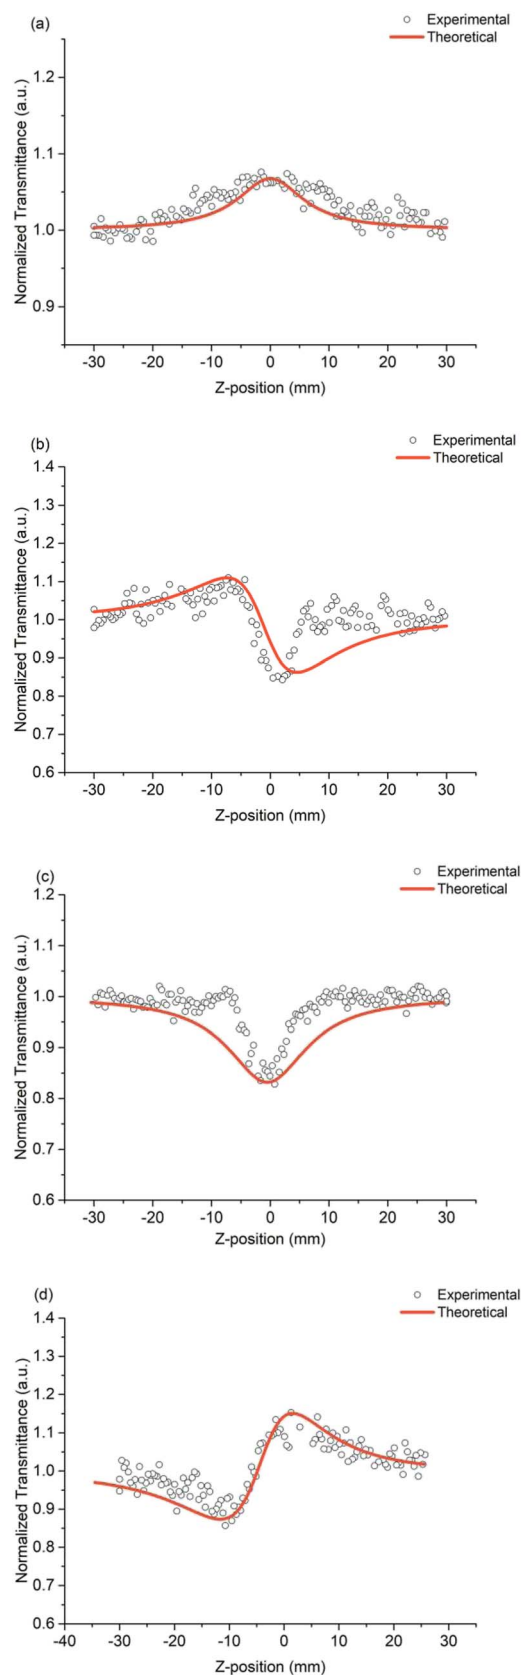 (a)
Experimental
Theoretical
Normalized Transmittance (a.u.)
1.2
1.1
1.0
0.9
-30 -20 -10 0 10 20 30
Z-position (mm)
(b)
Experimental
Theoretical
Normalized Transmittance (a.u.)
1.4
1.3
1.2
1.1
1.0
0.9
0.8
0.7
0.6
-30 -20 -10 0 10 20 30
Z-position (mm)
(c)
Experimental
Theoretical
Normalized Transmittance (a.u.)
1.2
1.1
1.0
0.9
0.8
0.7
0.6
-30 -20 -10 0 10 20 30
Z-position (mm)
(d)
Experimental
Theoretical
Normalized Transmittance (a.u.)
1.4
1.3
1.2
1.1
1.0
0.9
0.8
0.7
0.6
-40 -30 -20 -10 0 10 20 30
Z-position (mm)